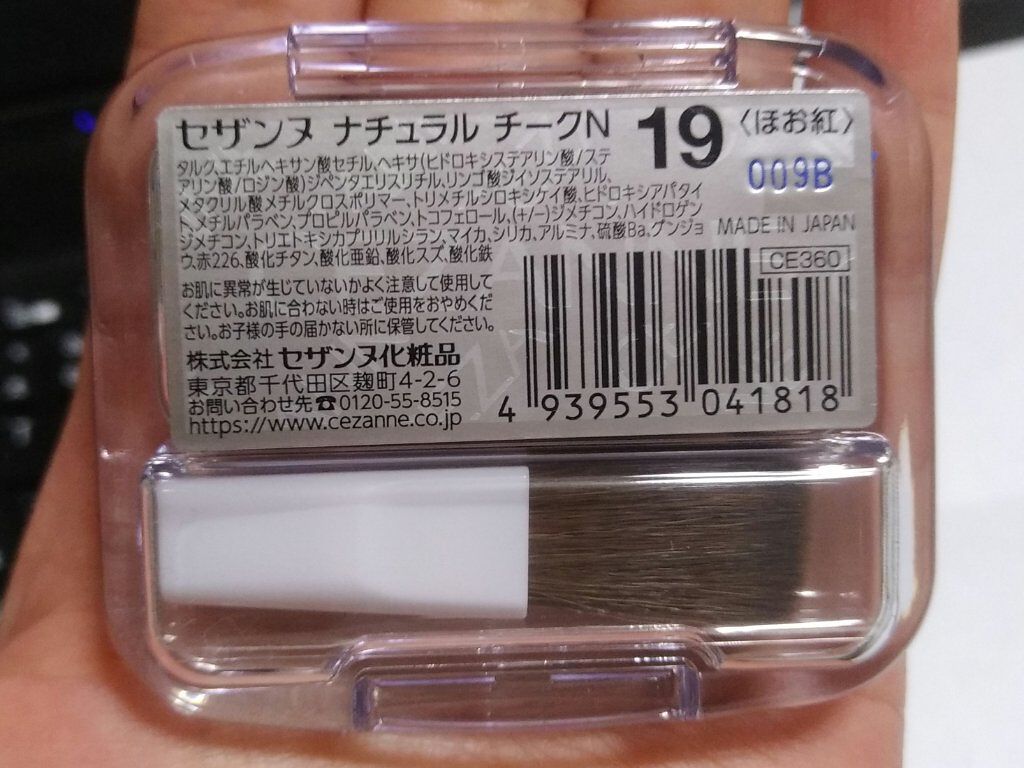 セザンヌ ナチュラル チークN 19 〈ほお紅〉
009B
タルク、エチルヘキサン酸セチル、ヘキサ(ヒドロキシステアリン酸/ステ
アリン酸/ロジン酸)ジペンタエリスリチル、リンゴ酸ジイソステアリル、
メタクリル酸メチルクロスポリマー、トリメチルシロキシケイ酸、ヒドロキシアパタイ
ト、メチルパラベン、プロピルパラベン、トコフェロール、(+/-)ジメチコン、ハイドロゲン
ジメチコン、トリエトキシカプリリルシラン、マイカ、シリカ、アルミナ、硫酸Ba、グンジョ
ウ、赤226、酸化チタン、酸化亜鉛、酸化スズ、酸化鉄
MADE IN JAPAN
CE360
お肌に異常が生じていないかよく注意して使用して
ください。お肌に合わない時はご使用をおやめくだ
さい。お子様の手の届かない所に保管してください。
株式会社 セザンヌ化粧品
東京都千代田区麹町4-2-6
お問い合わせ先☎0120-55-8515
https://www.cezanne.co.jp
4 939553 041818